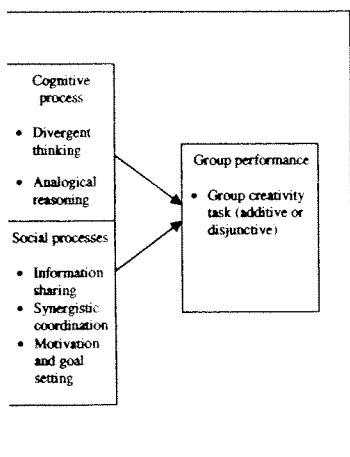 Cognitive
process
• Divergent
thinking
• Analogical
reasoning
Social processes
• Information
sharing
• Synergistic
coordination
• Motivation
and goal
setting
Group performance
• Group creativity
task (additive or
disjunctive)